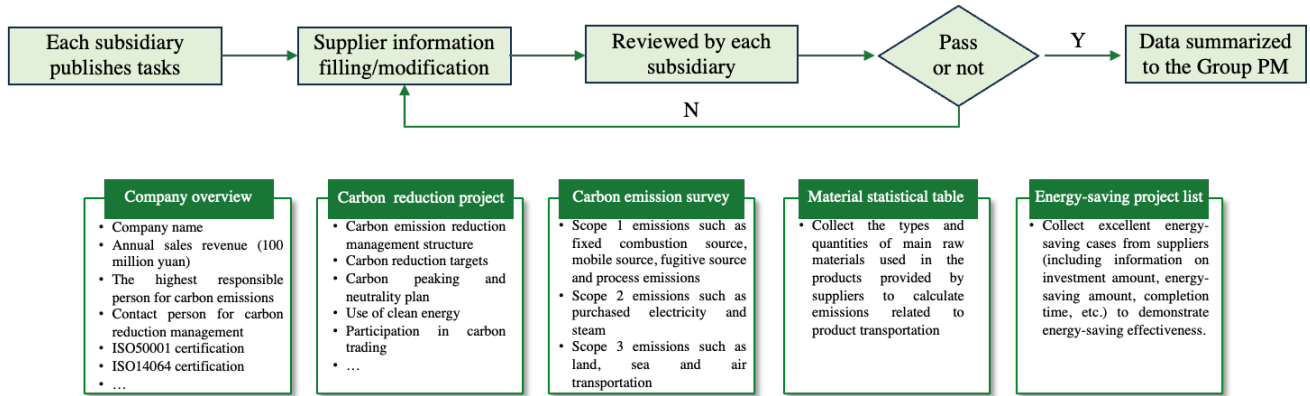 Each subsidiary
publishes tasks
Supplier information
filling/modification
Reviewed by each
subsidiary
Pass
or not
Y
Data summarized
to the Group PM
N
Company overview
• Company name
• Annual sales revenue (100
million yuan)
• The highest responsible
person for carbon emissions
• Contact person for carbon
reduction management
• ISO50001 certification
• ISO14064 certification
• …
Carbon reduction project
• Carbon emission reduction
management structure
• Carbon reduction targets
• Carbon peaking and
neutrality plan
• Use of clean energy
• Participation in carbon
trading
• …
Carbon emission survey
• Scope 1 emissions such as
fixed combustion source,
mobile source, fugitive source
and process emissions
• Scope 2 emissions such as
purchased electricity and
steam
• Scope 3 emissions such as
land, sea and air
transportation
Material statistical table
• Collect the types and
quantities of main raw
materials used in the
products provided by
suppliers to calculate
emissions related to
product transportation
Energy-saving project list
• Collect excellent energy-
saving cases from suppliers
(including information on
investment amount, energy-
saving amount, completion
time, etc.) to demonstrate
energy-saving effectiveness.